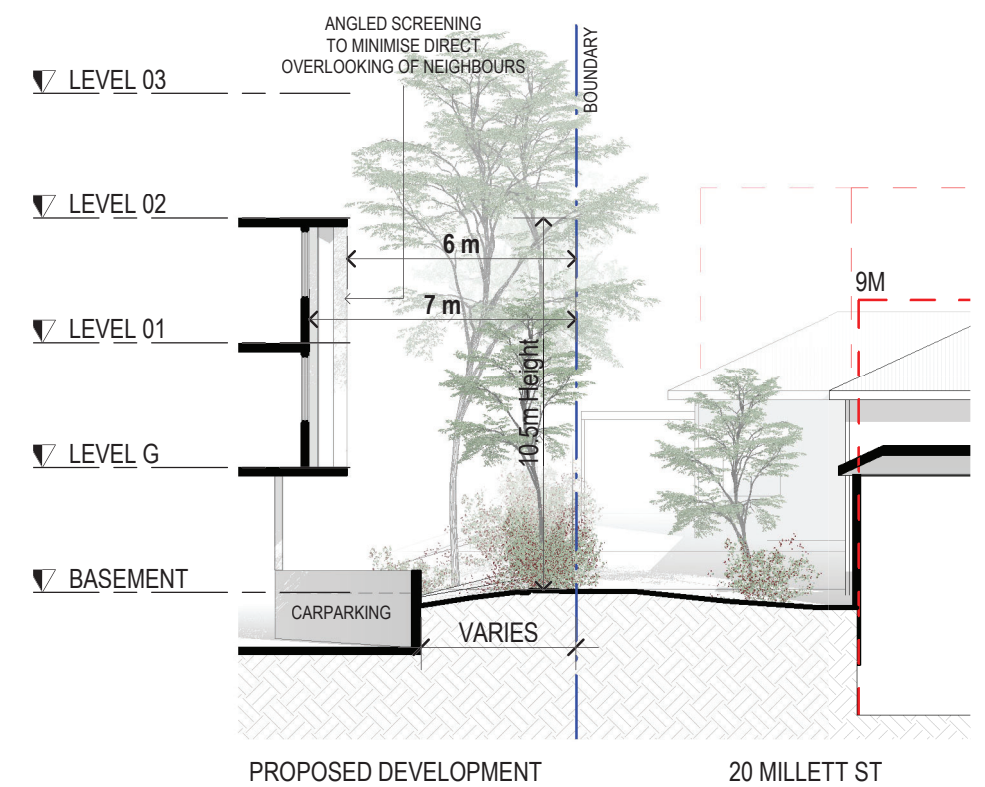 ANGLED SCREENING
TO MINIMISE DIRECT
OVERLOOKING OF NEIGHBOURS
BOUNDARY
LEVEL 03
LEVEL 02
6 m
9M
7 m
LEVEL 01
10.5m Height
LEVEL G
BASEMENT
CARPARKING
VARIES
PROPOSED DEVELOPMENT
20 MILLETT ST